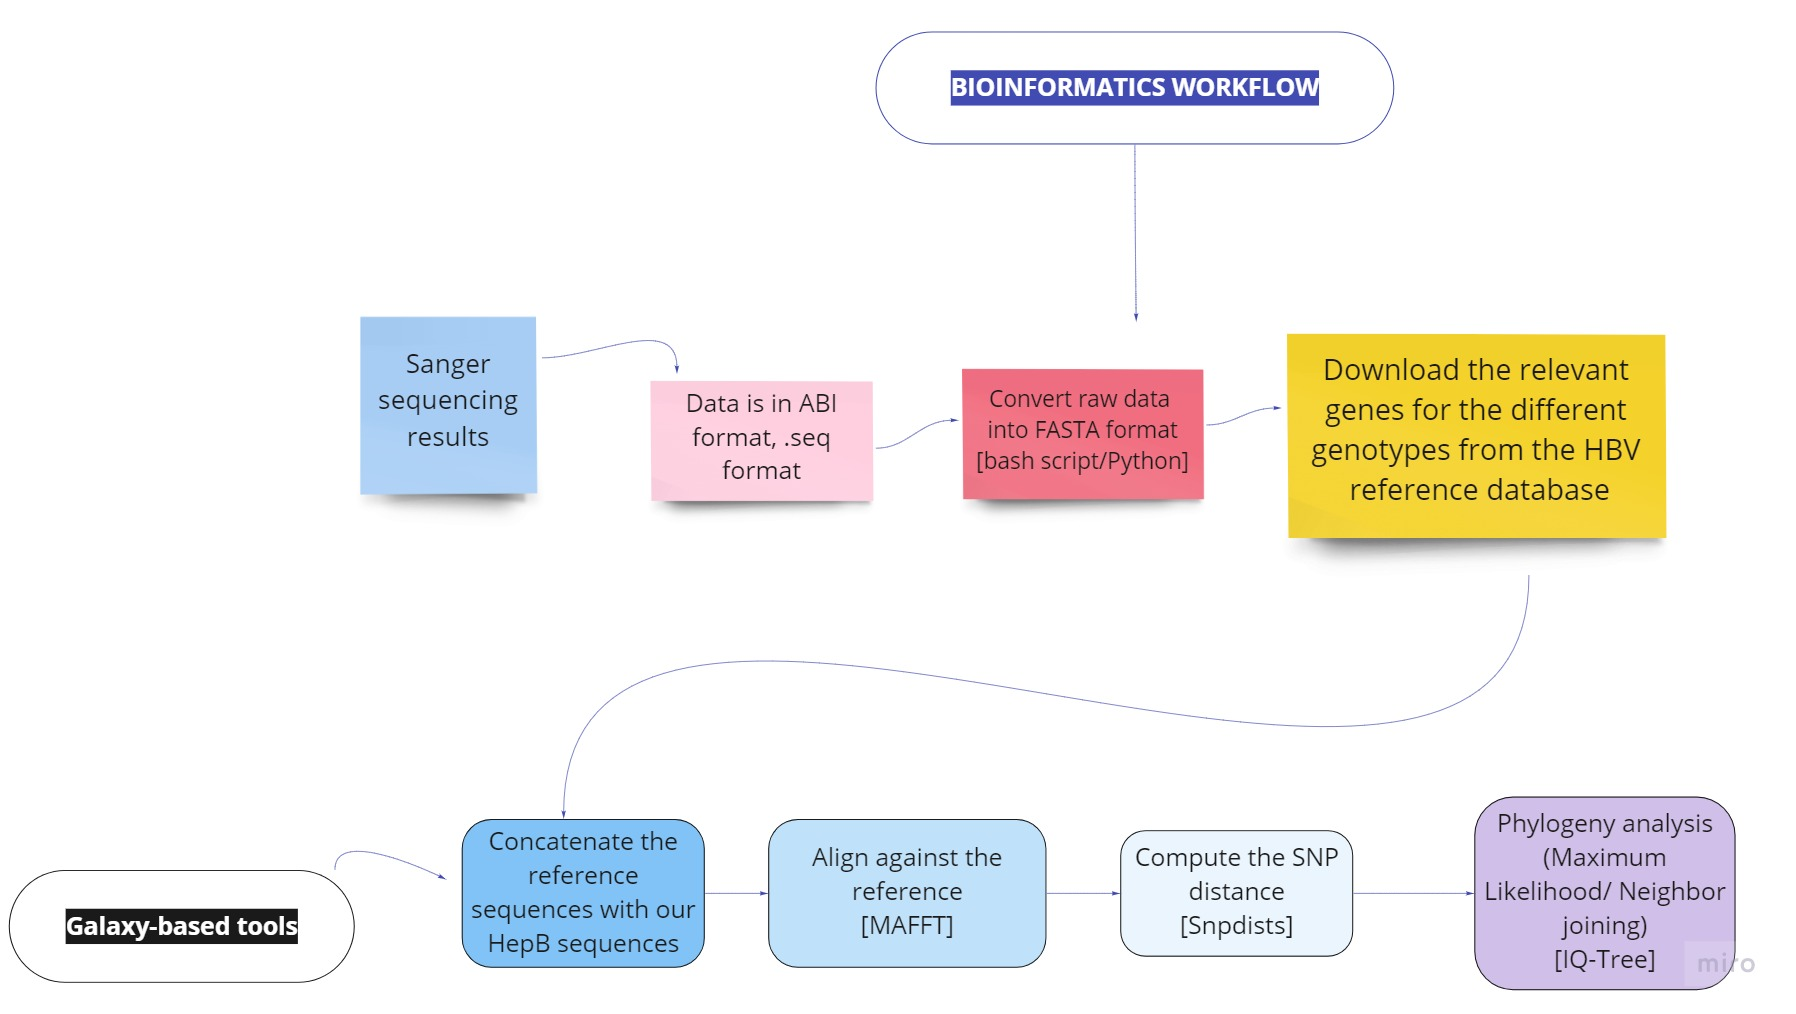 BIOINFORMATICS WORKFLOW
Sanger
sequencing
results
Data is in ABI
format, .seq
format
Convert raw data
into FASTA format
[bash script/Python]
Download the relevant
genes for the different
genotypes from the HBV
reference database
Galaxy-based tools
Concatenate the
reference
sequences with our
HepB sequences
Align against the
reference
[MAFFT]
Compute the SNP
distance
[Snpdists]
Phylogeny analysis
(Maximum
Likelihood/ Neighbor
joining)
[IQ-Tree]
miro